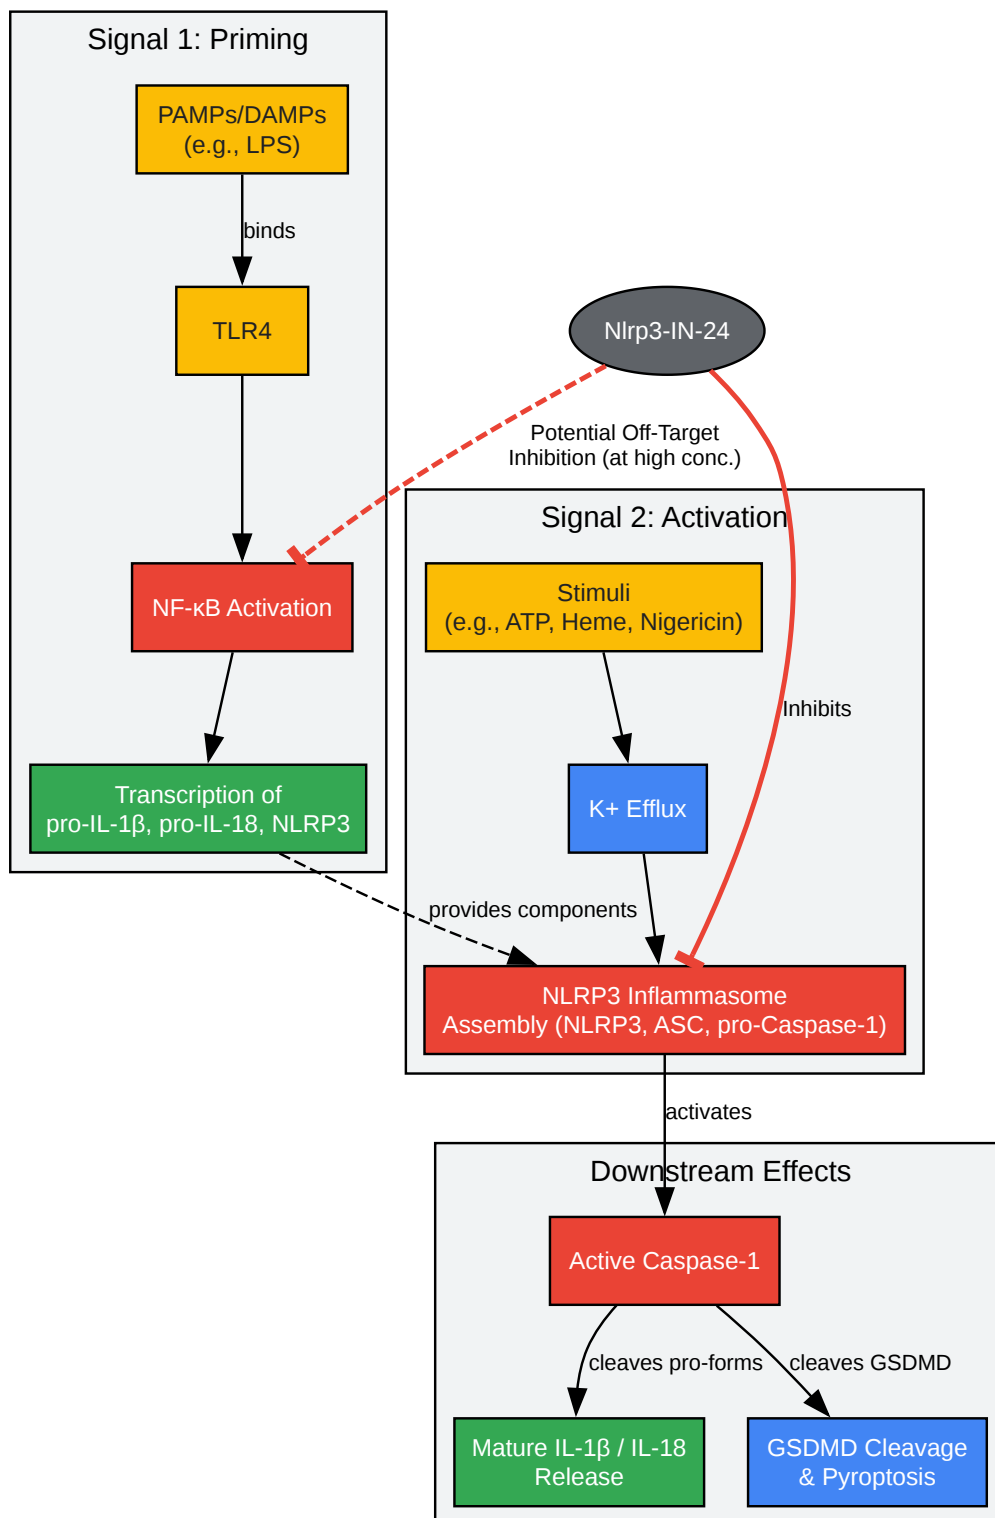 Signal 1: Priming
PAMPs/DAMPs
(e.g., LPS)
binds
TLR4
Nlrp3-IN-24
Potential Off-Target
Inhibition (at high conc.)
Signal 2: Activation
NF-κB Activation
Stimuli
(e.g., ATP, Heme, Nigericin)
Inhibits
Transcription of
pro-IL-1β, pro-IL-18, NLRP3
K+ Efflux
provides components
NLRP3 Inflammasome
Assembly (NLRP3, ASC, pro-Caspase-1)
activates
Downstream Effects
Active Caspase-1
cleaves pro-forms
cleaves GSDMD
Mature IL-1β / IL-18
Release
GSDMD Cleavage
& Pyroptosis